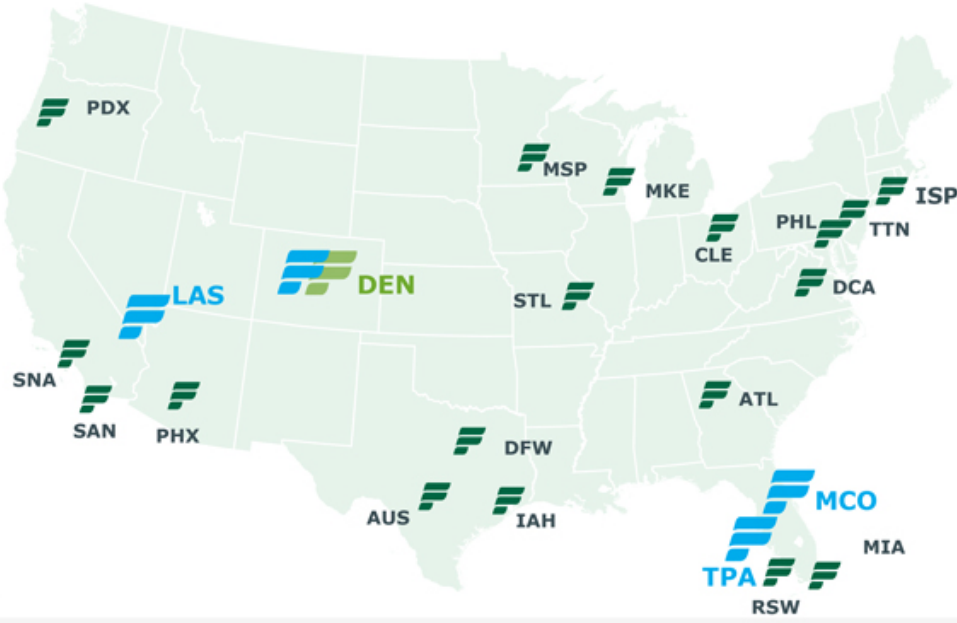 PDX
MSP
MKE
ISP
PHL
TTN
CLE
DEN
DCA
LAS
STL
SNA
ATL
SAN
PHX
DFW
AUS
IAH
MCO
MIA
TPA
RSW